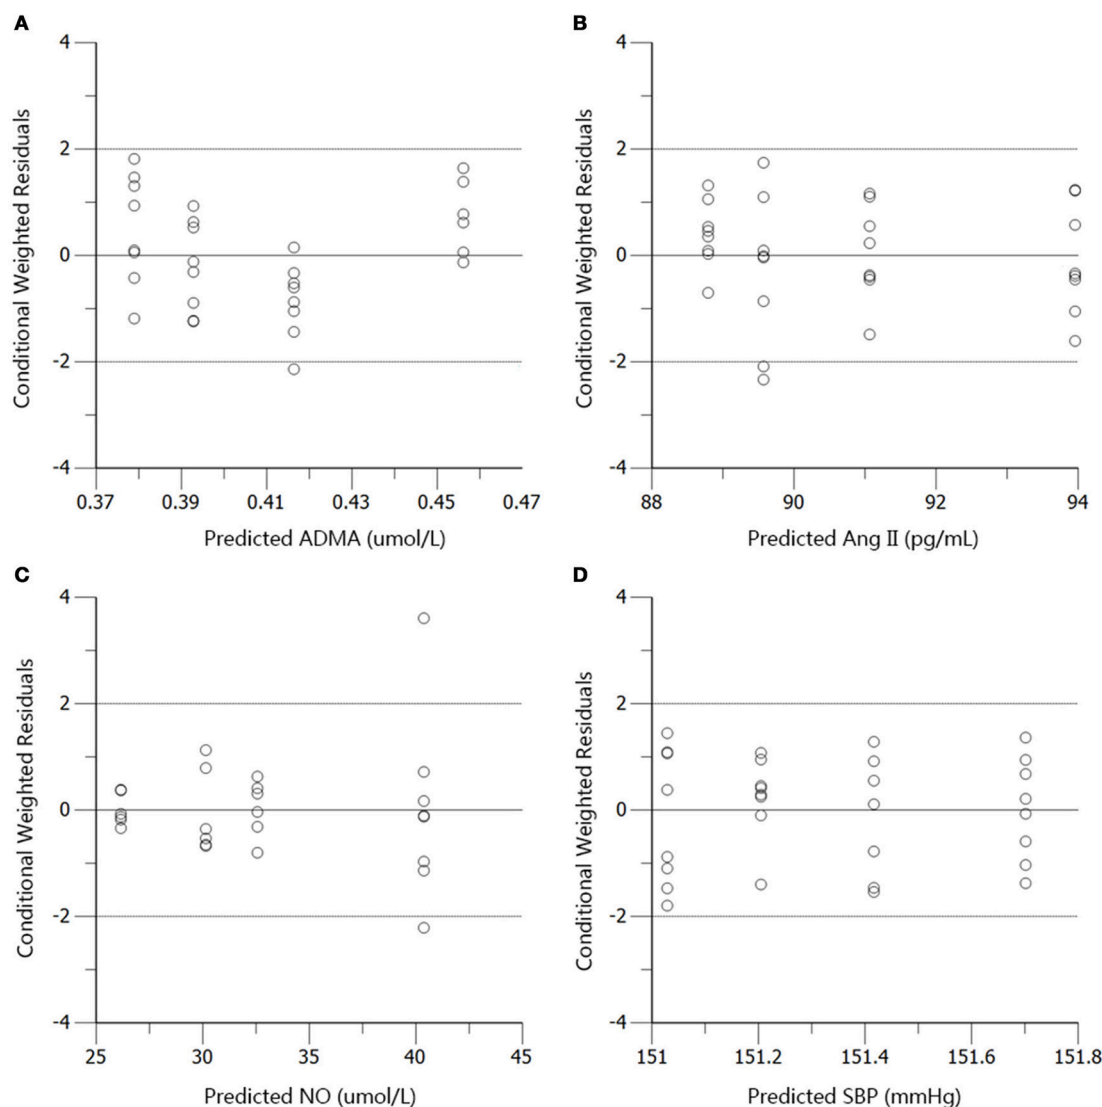 A
4
2
0
-2
-4
Conditional Weighted Residuals
0.37 0.39 0.41 0.43 0.45 0.47
Predicted ADMA (umol/L)
B
4
2
0
-2
-4
Conditional Weighted Residuals
88 90 92 94
Predicted Ang II (pg/mL)
C
4
2
0
-2
-4
Conditional Weighted Residuals
25 30 35 40 45
Predicted NO (umol/L)
D
4
2
0
-2
-4
Conditional Weighted Residuals
151 151.2 151.4 151.6 151.8
Predicted SBP (mmHg)